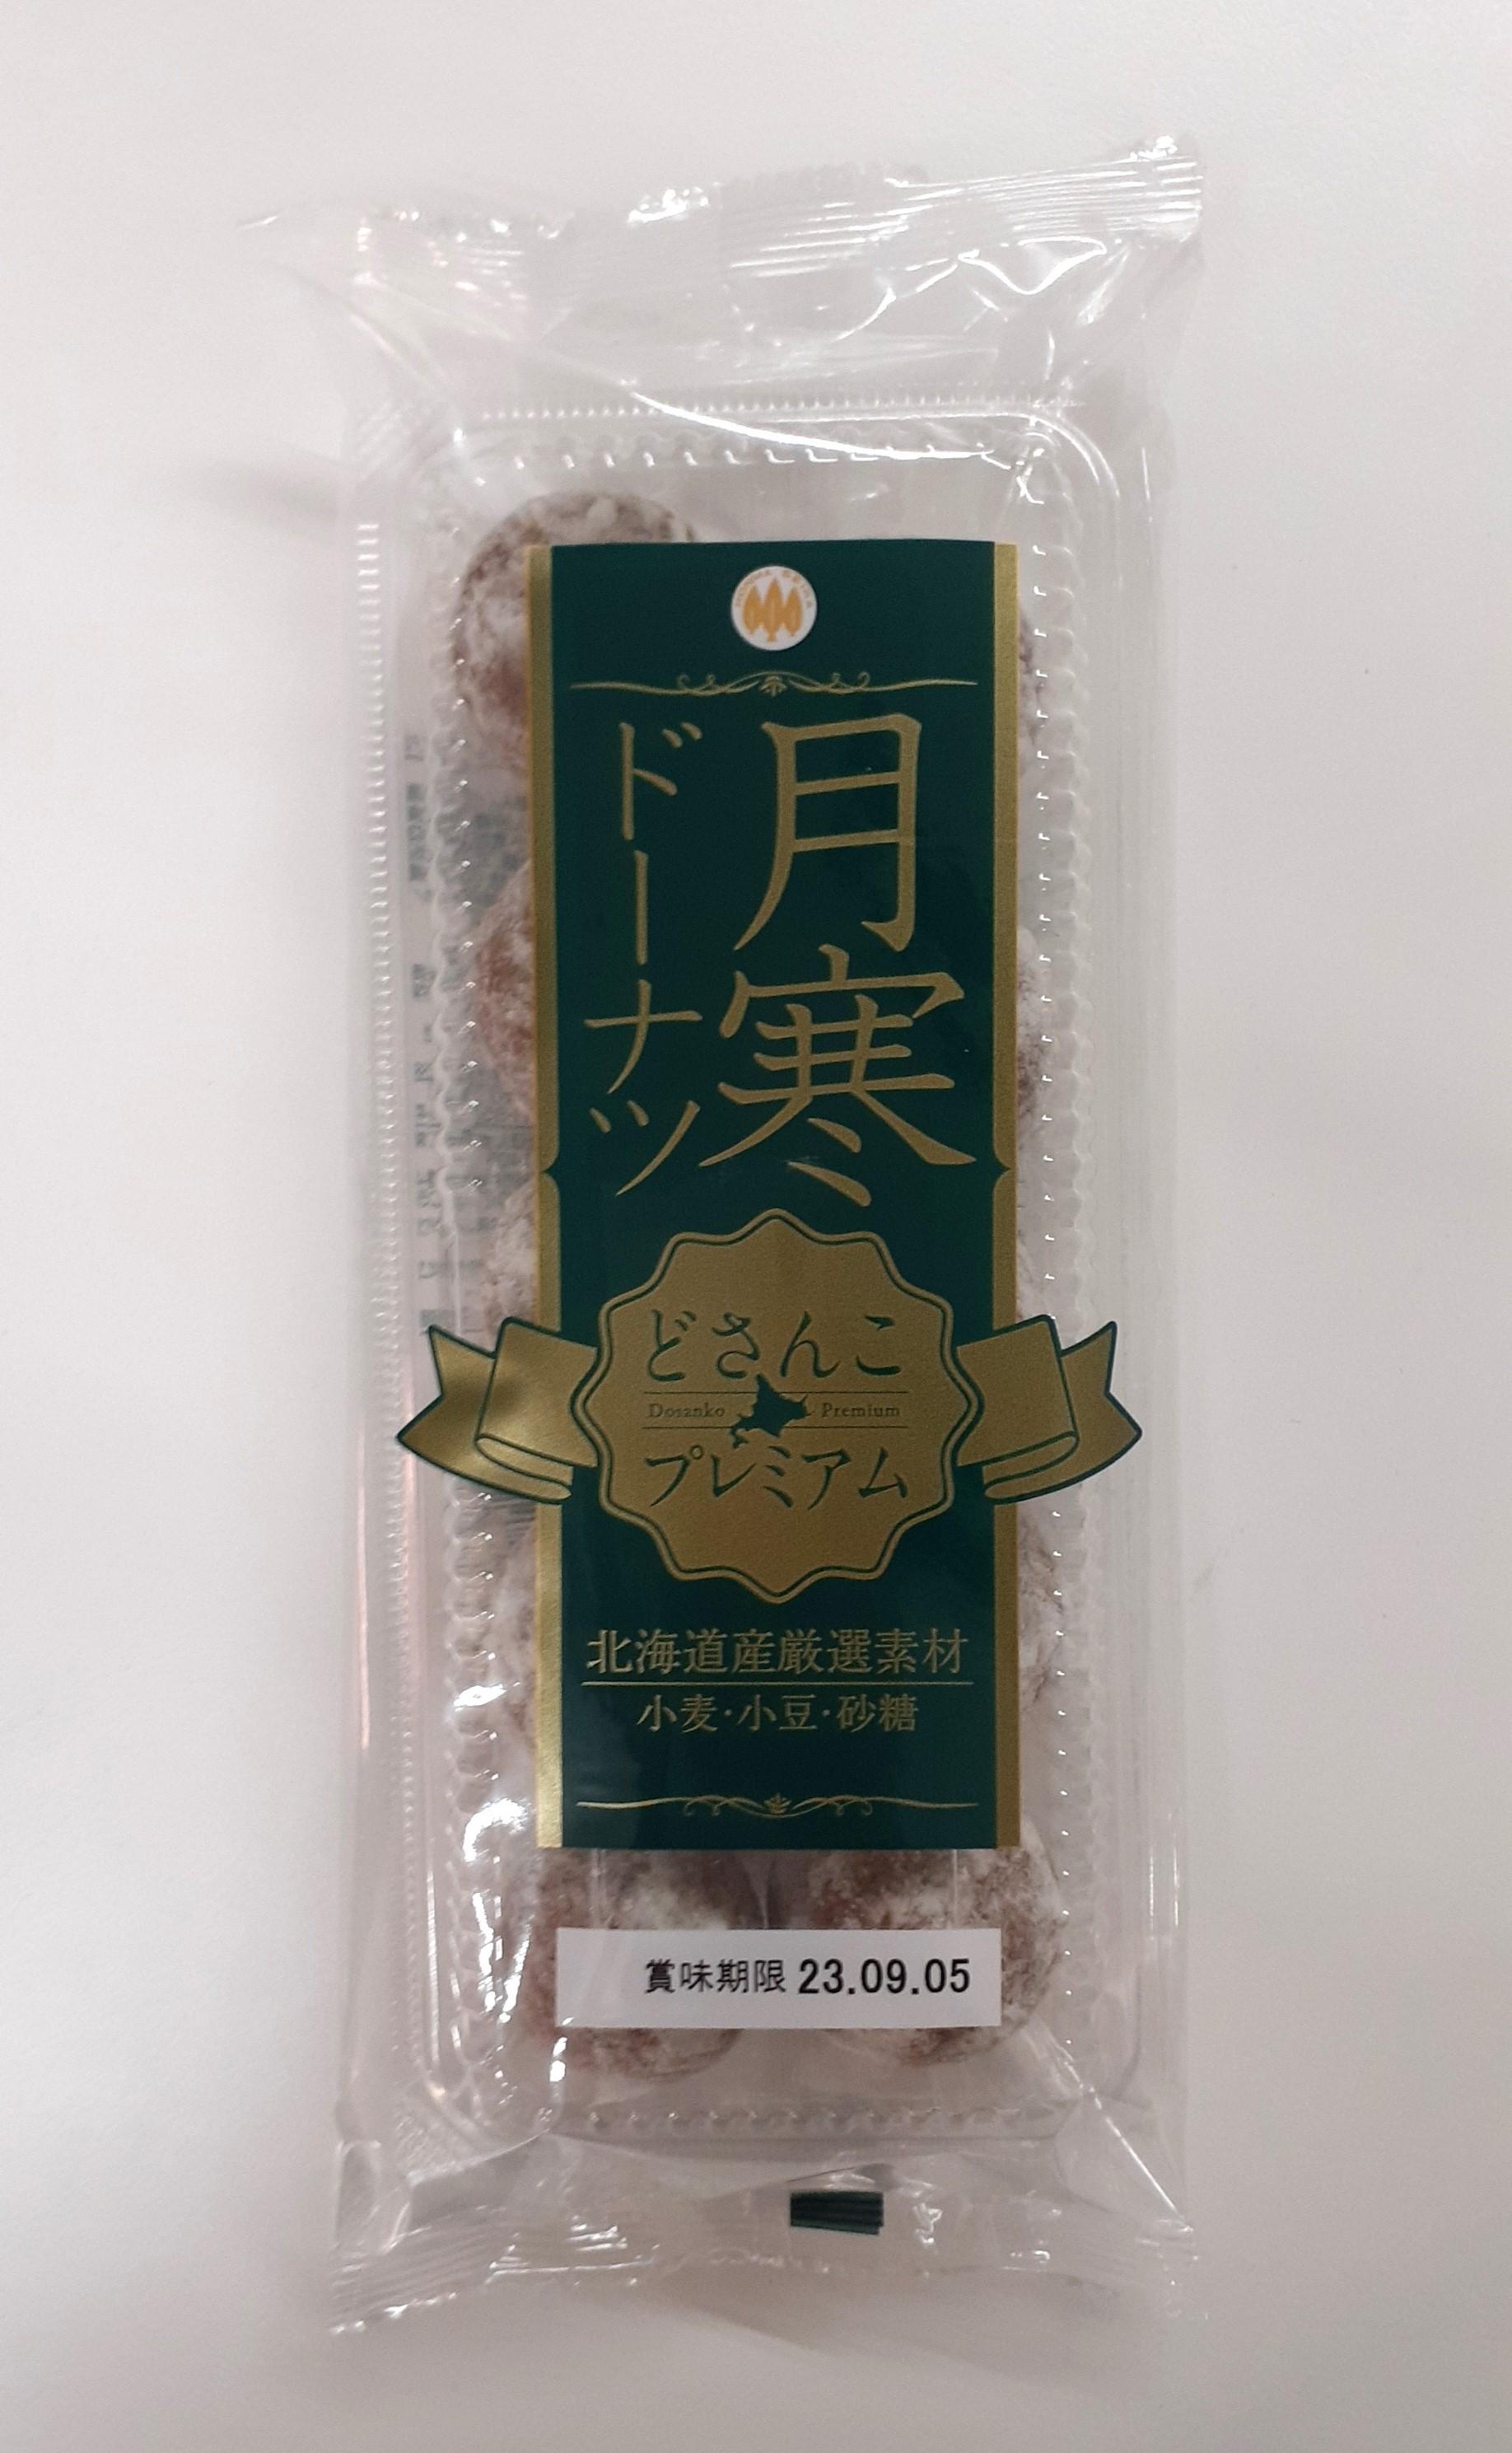 月寒
ドーナツ
どさんこ
Dosanko Premium
プレミアム
北海道産厳選素材
小麦・小豆・砂糖
賞味期限 23.09.05